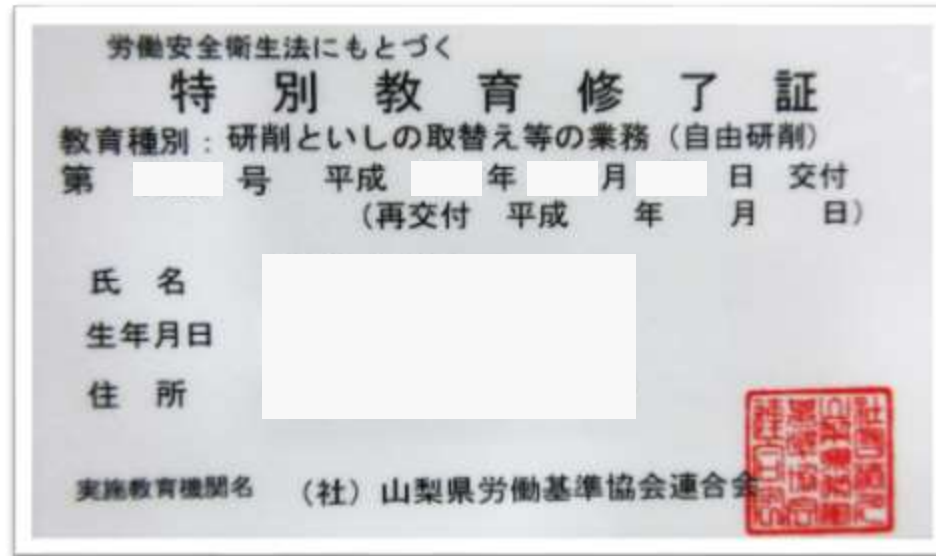 労働安全衛生法にもとづく
特別教育修了証
教育種別：研削といしの取替え等の業務（自由研削）
第 号 平成 年 月 日 交付
（再交付 平成 年 月 日）
氏 名
生年月日
住 所
実施教育機関名 （社）山梨県労働基準協会連合会